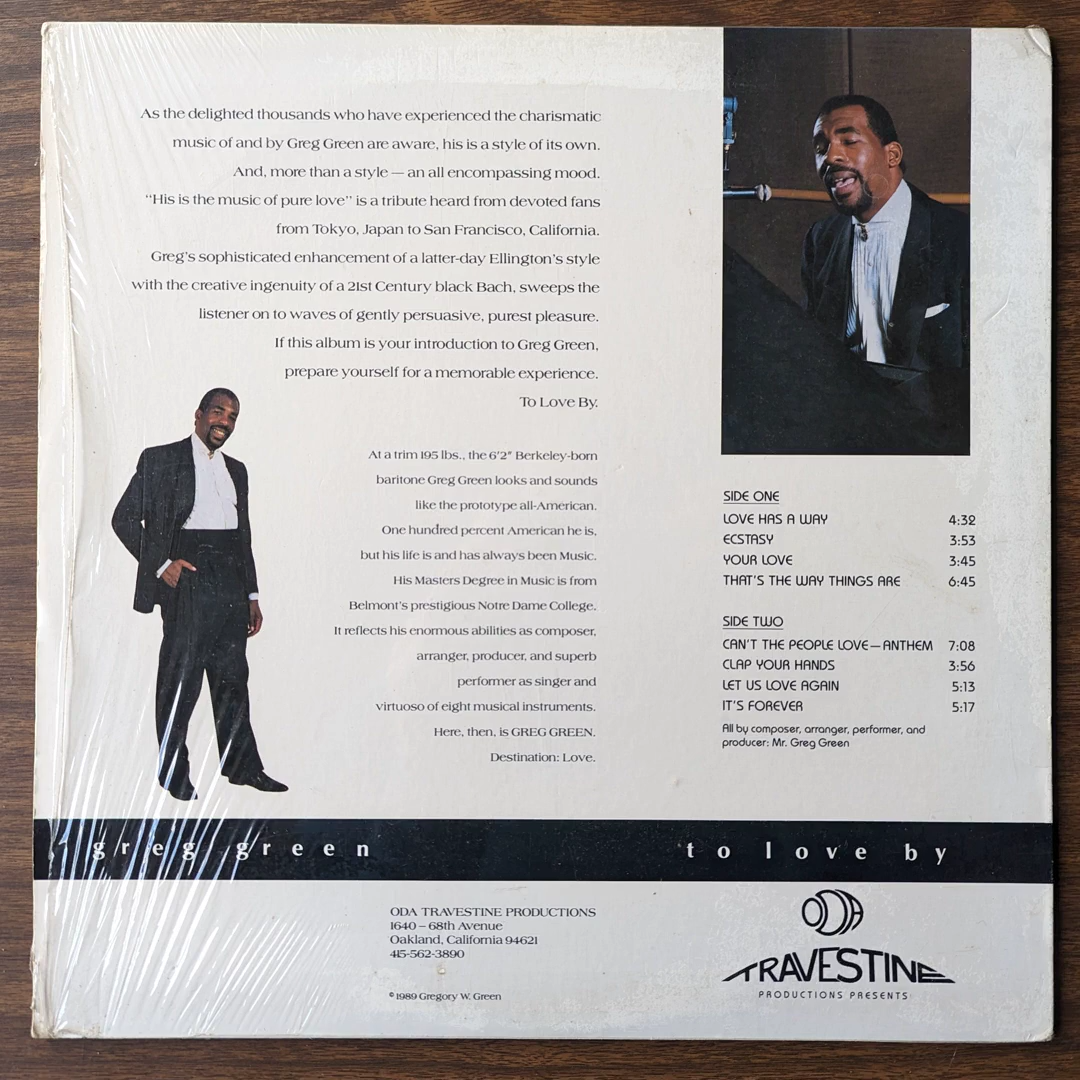 As the delighted thousands who have experienced the charismatic
music of and by Greg Green are aware, his is a style of its own.
And, more than a style — an all encompassing mood.
“His is the music of pure love” is a tribute heard from devoted fans
from Tokyo, Japan to San Francisco, California.
Greg's sophisticated enhancement of a latter-day Ellington's style
with the creative ingenuity of a 21st Century black Bach, sweeps the
listener on to waves of gently persuasive, purest pleasure.
If this album is your introduction to Greg Green,
prepare yourself for a memorable experience.
To Love By.
At a trim 195 lbs., the 6'2" Berkeley-born
baritone Greg Green looks and sounds
like the prototype all-American.
One hundred percent American he is,
but his life is and has always been Music.
His Masters Degree in Music is from
Belmont's prestigious Notre Dame College.
It reflects his enormous abilities as composer,
arranger, producer, and superb
performer as singer and
virtuoso of eight musical instruments.
Here, then, is GREG GREEN.
Destination: Love.
SIDE ONE
LOVE HAS A WAY 4:32
ECSTASY 3:53
YOUR LOVE 3:45
THAT'S THE WAY THINGS ARE 6:45
SIDE TWO
CAN'T THE PEOPLE LOVE—ANTHEM 7:08
CLAP YOUR HANDS 3:56
LET US LOVE AGAIN 5:13
IT'S FOREVER 5:17
All by composer, arranger, performer, and
producer: Mr. Greg Green
greg green to love by
ODA TRAVESTINE PRODUCTIONS
1640 – 68th Avenue
Oakland, California 94621
415-562-3890
© 1989 Gregory W. Green
ODA
TRAVESTINE
PRODUCTIONS PRESENTS